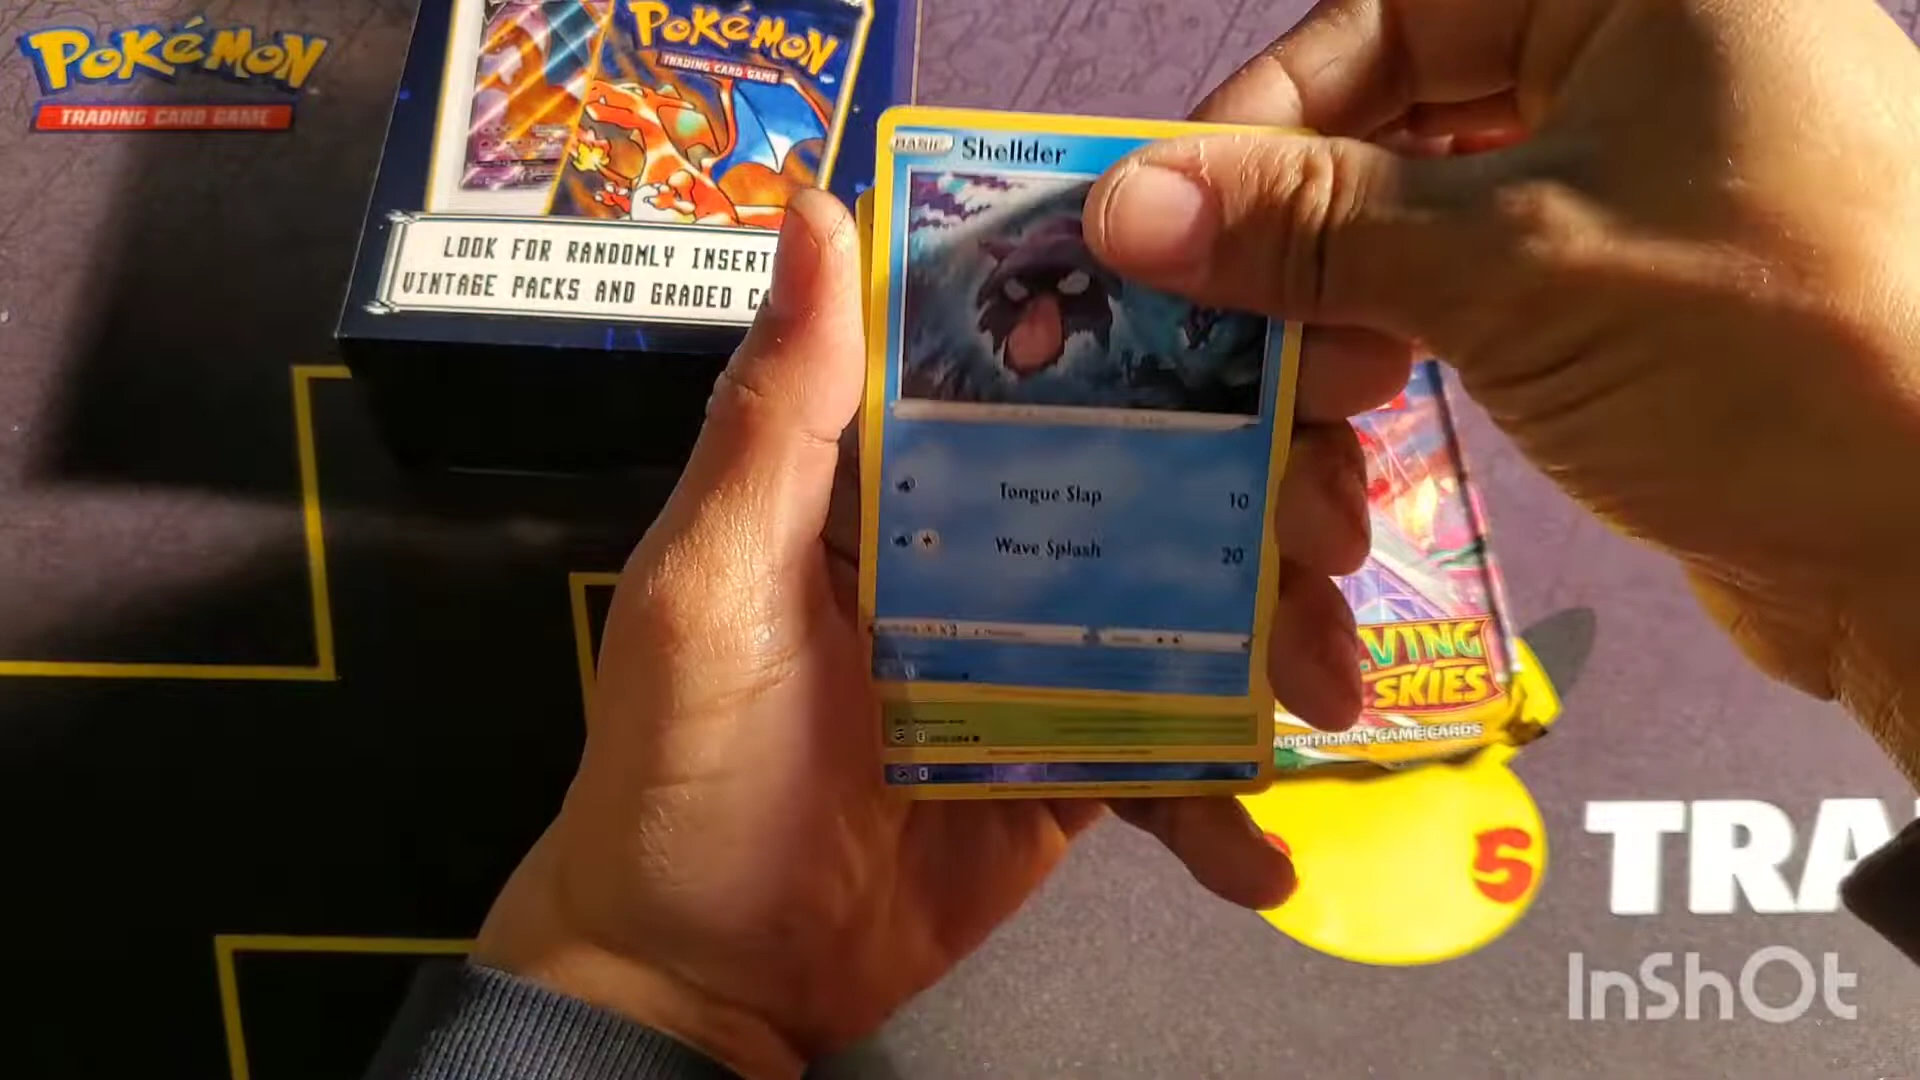 POKéMON
TRADING CARD GAME
POKéMON
TRADING CARD GAME
LOOK FOR RANDOMLY INSERT
VINTAGE PACKS AND GRADED
BASIC
Shellder
Tongue Slap 10
Wave Splash 20
VING
SKIES
ADDITIONAL GAME CARDS
5
TRA
InShOt